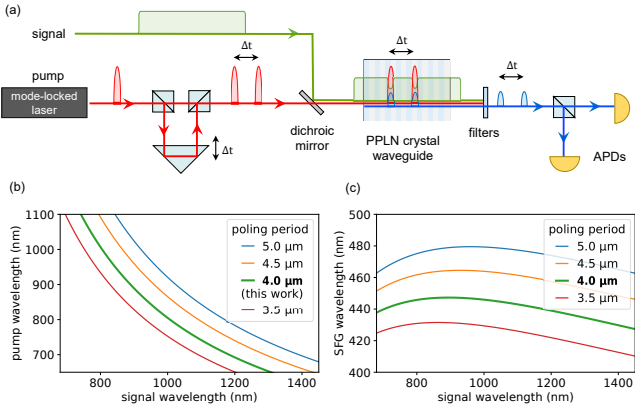 (a)
signal
Δt
Δt
Δt
pump
mode-locked
laser
Δt
dichroic
mirror
PPLN crystal
waveguide
filters
APDs
(b)
(c)
pump wavelength (nm)
1100
1000
900
800
700
poling period
5.0 μm
4.5 μm
4.0 μm
(this work)
3.5 μm
800
1000
1200
1400
signal wavelength (nm)
SFG wavelength (nm)
500
480
460
440
420
400
poling period
5.0 μm
4.5 μm
4.0 μm
3.5 μm
800
1000
1200
1400
signal wavelength (nm)